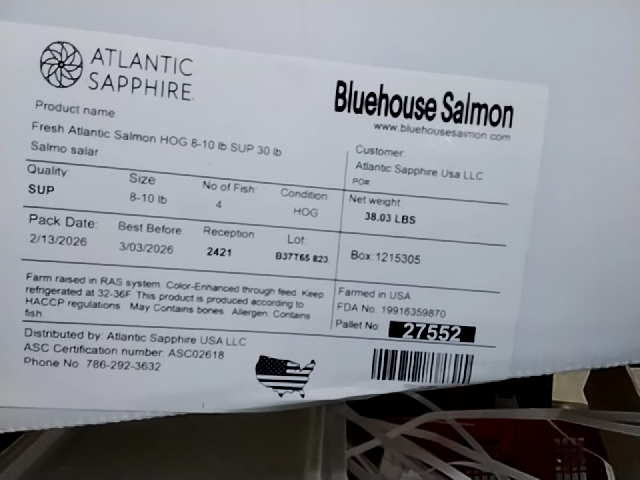 ATLANTIC
SAPPHIRE.
Bluehouse Salmon
www.bluehousesalmon.com
Product name
Fresh Atlantic Salmon HOG 8-10 lb SUP 30 lb
Salmo salar
Customer
Atlantic Sapphire Usa LLC
PO#
Quality:
SUP
Size
8-10 lb
No of Fish:
4
Condition
HOG
Net weight
38.03 LBS
Pack Date:
2/13/2026
Best Before
3/03/2026
Reception
2421
Lot:
B37T65 823
Box:1215305
Farm raised in RAS system. Color-Enhanced through feed. Keep
refrigerated at 32-36F. This product is produced according to
HACCP regulations. May Contains bones. Allergen: Contains
fish
Farmed in USA
FDA No: 19916359870
Pallet No: 27552
Distributed by: Atlantic Sapphire USA LLC
ASC Certification number: ASC02618
Phone No: 786-292-3632